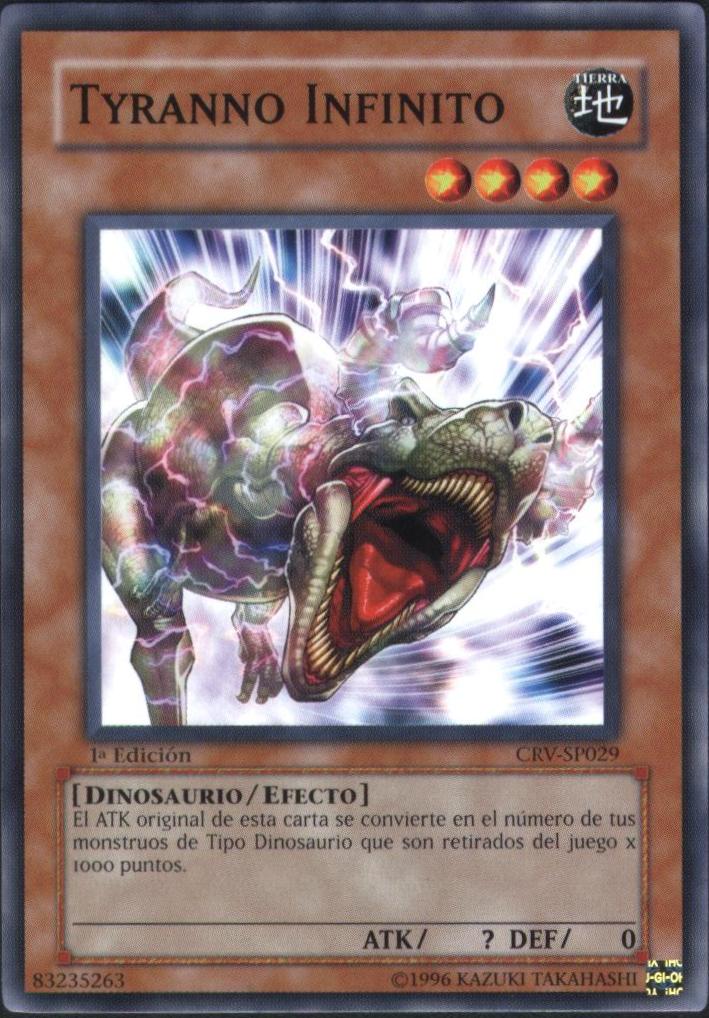 TYRANNO INFINITO
TIERRA
地
1ª Edición
CRV-SP029
[DINOSAURIO/EFECTO]
El ATK original de esta carta se convierte en el número de tus
monstruos de Tipo Dinosaurio que son retirados del juego x
1000 puntos.
ATK/ ? DEF/ 0
83235263
©1996 KAZUKI TAKAHASHI